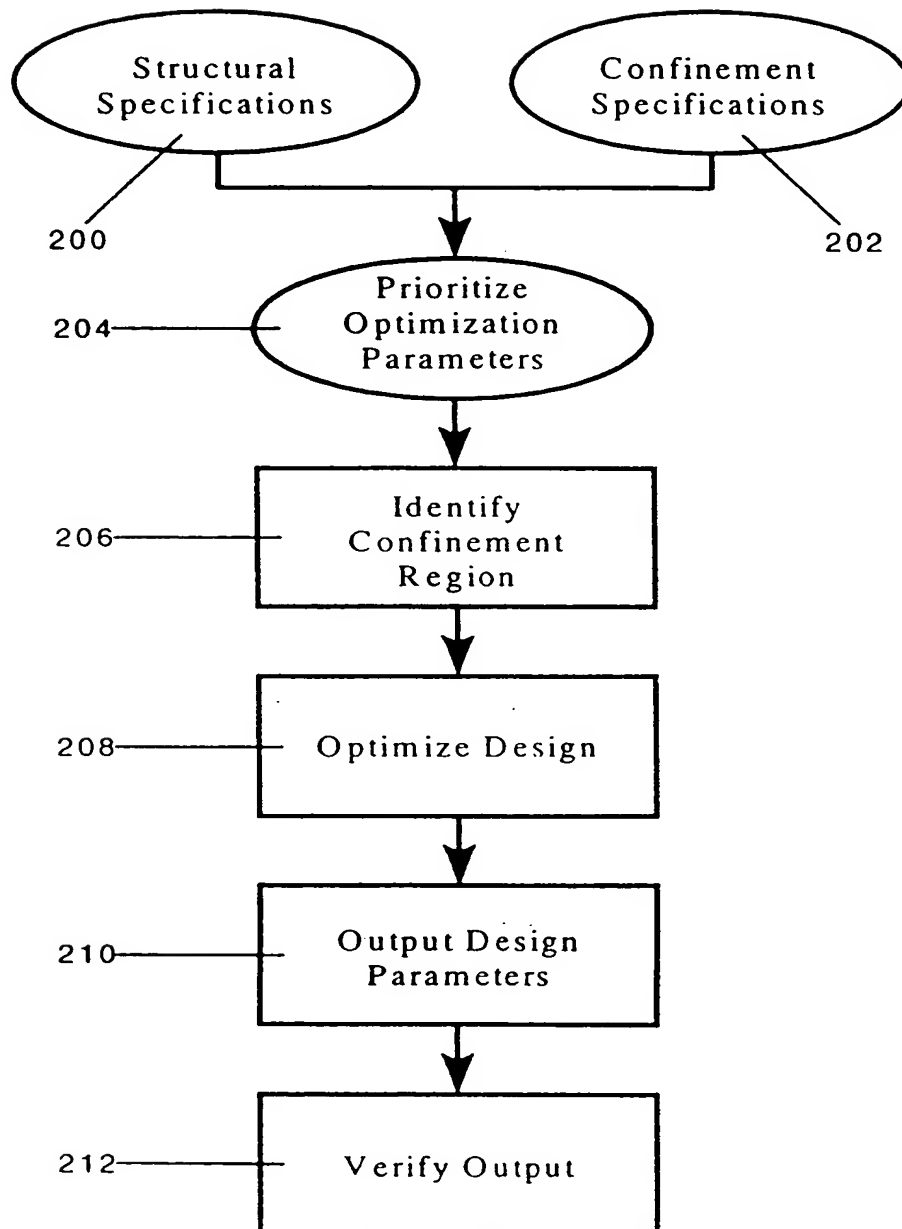 Structural
Specifications
Confinement
Specifications
200
202
Prioritize
Optimization
Parameters
204
Identify
Confinement
Region
206
Optimize Design
208
Output Design
Parameters
210
Verify Output
212